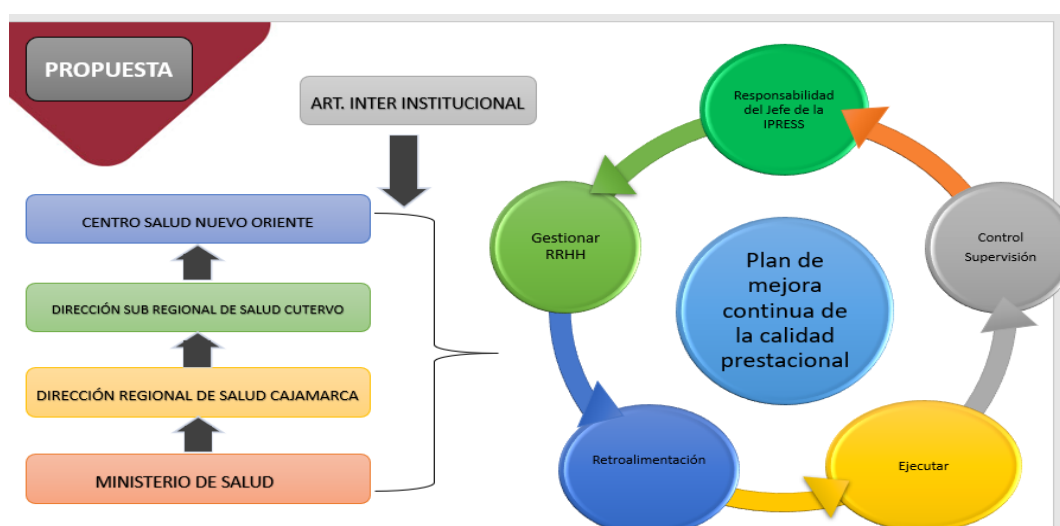 PROPUESTA
ART. INTER INSTITUCIONAL
CENTRO SALUD NUEVO ORIENTE
DIRECCIÓN SUB REGIONAL DE SALUD CUTERVO
DIRECCIÓN REGIONAL DE SALUD CAJAMARCA
MINISTERIO DE SALUD
Responsabilidad
del Jefe de la
IPRESS
Gestionar
RRHH
Retroalimentación
Ejecutar
Control
Supervisión
Plan de
mejora
continua de
la calidad
prestacional